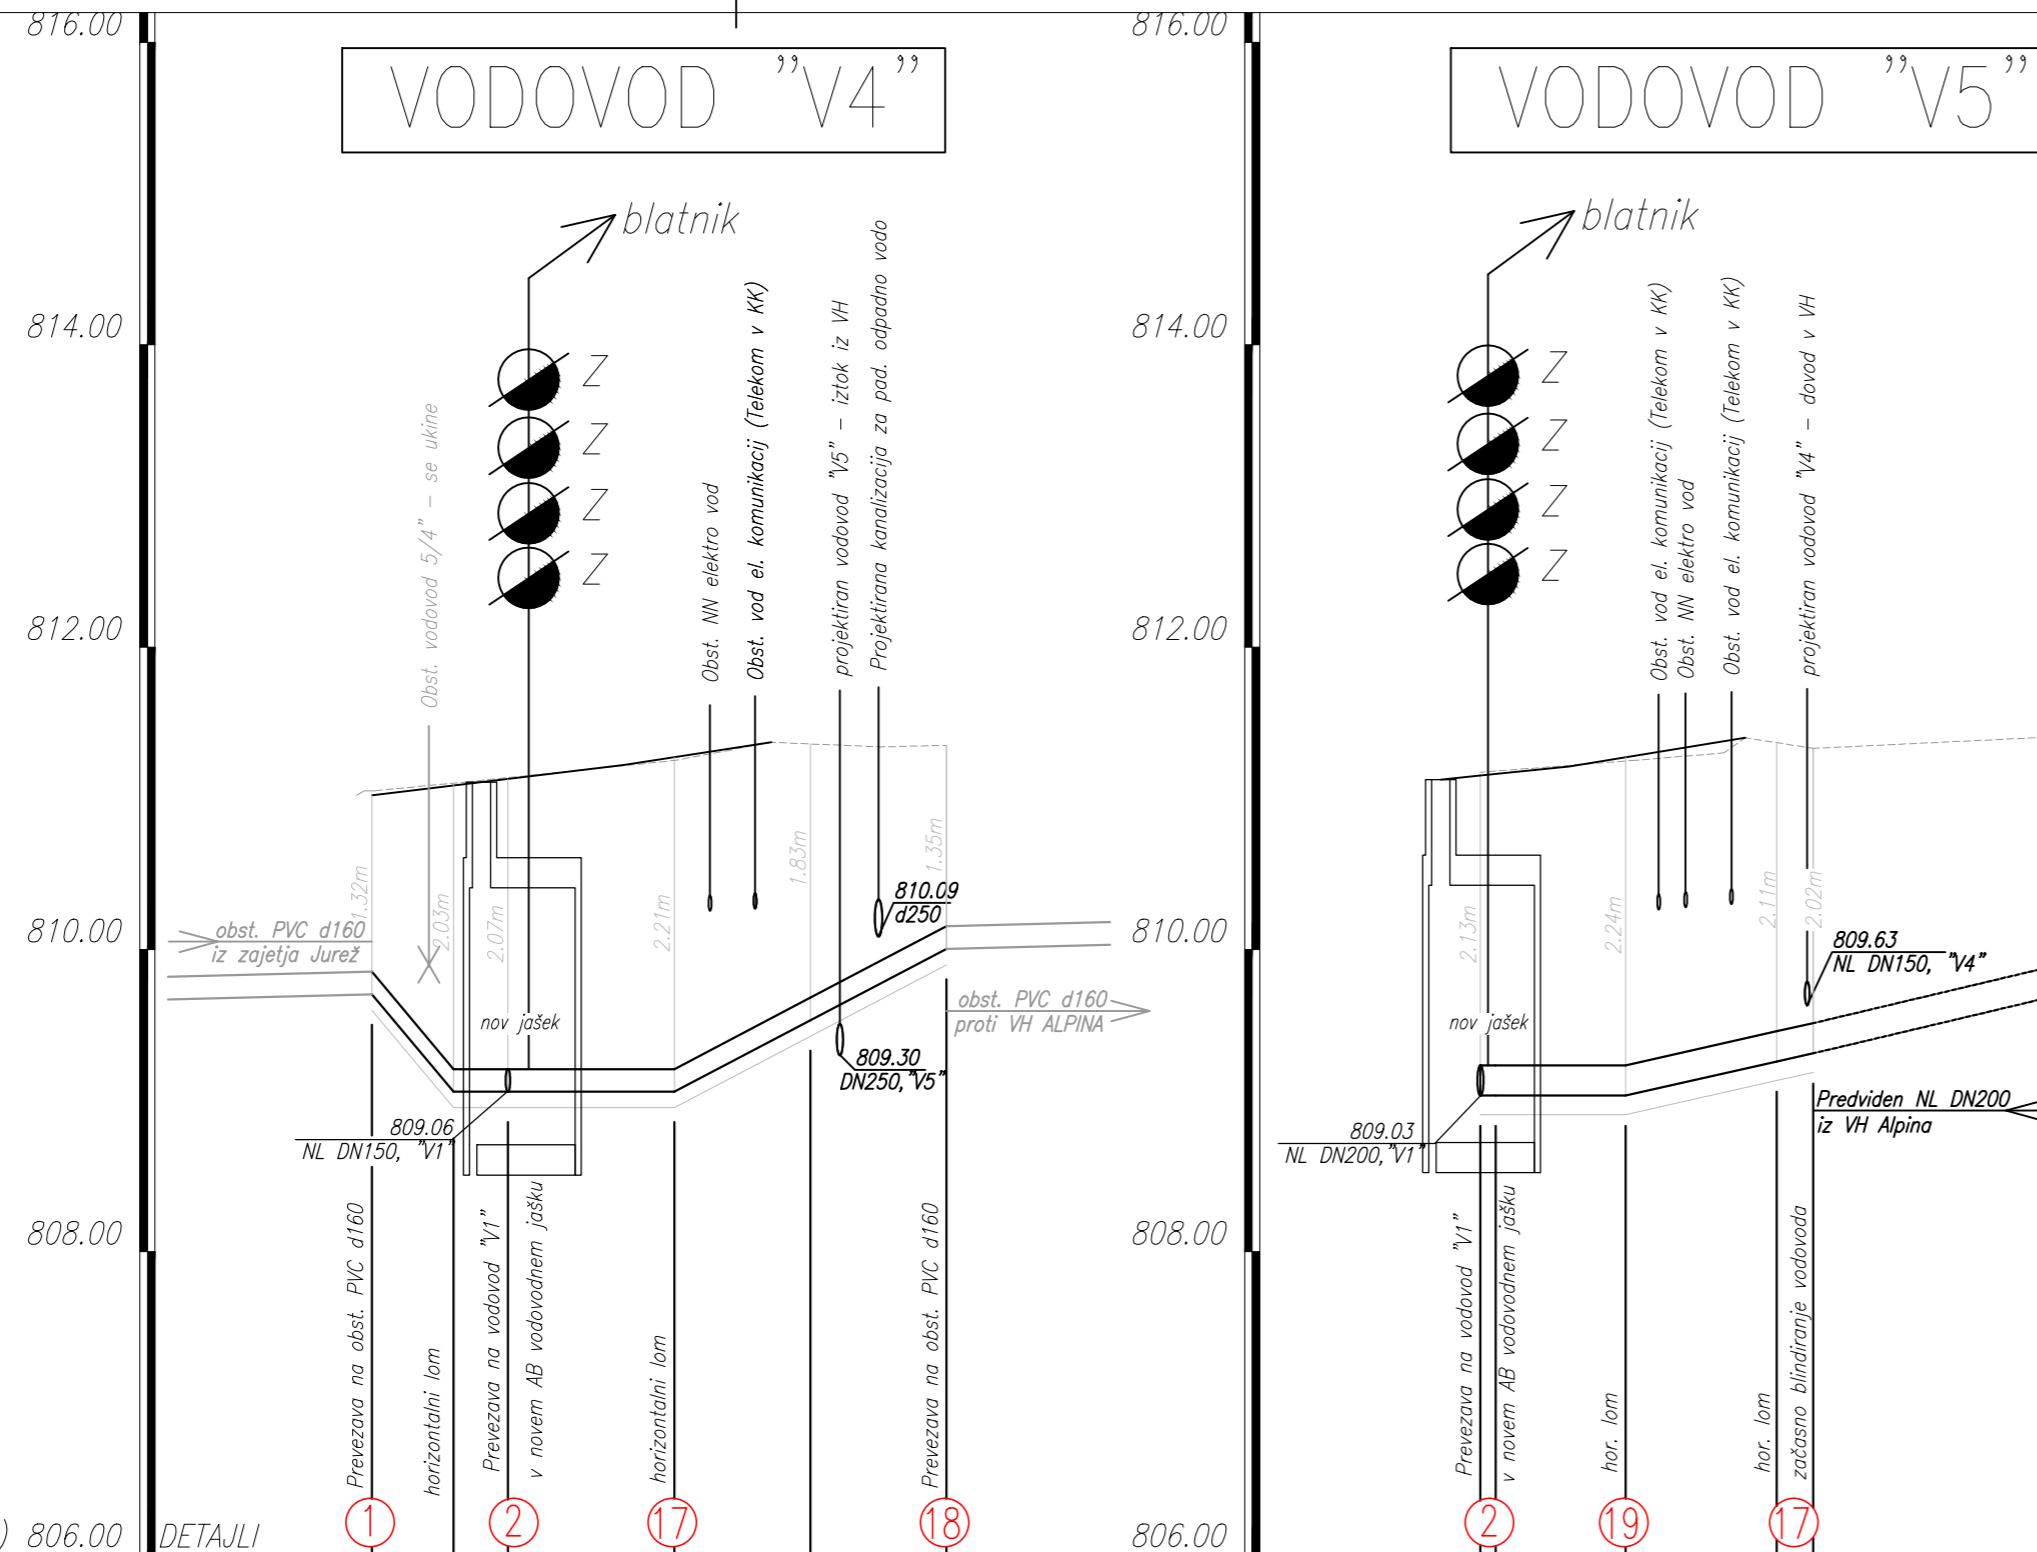 816.00
814.00
812.00
810.00
808.00
806.00
DETAJLI
VODOVOD "V4"
blatnik
Z
Z
Z
Z
Obst. vodovod 5/4" – se ukine
Obst. NN elektro vod
Obst. vod el. komunikacij (Telekom v KK)
projektiran vodovod "V5" – iztok iz VH
Projektirana kanalizacija za pad. odpadno vodo
1.32m
2.03m
2.07m
2.21m
1.83m
1.35m
obst. PVC d160
iz zajetja Jurež
nov jašek
810.09
d250
809.30
DN250, "V5"
obst. PVC d160
proti VH ALPINA
809.06
NL DN150, "V1"
Prevezava na obst. PVC d160
horizontalni lom
Prevezava na vodovod "V1"
v novem AB vodovodnem jašku
horizontalni lom
Prevezava na obst. PVC d160
1
2
17
18
816.00
814.00
812.00
810.00
808.00
806.00
VODOVOD "V5"
blatnik
Z
Z
Z
Z
Obst. vod el. komunikacij (Telekom v KK)
Obst. NN elektro vod
Obst. vod el. komunikacij (Telekom v KK)
projektiran vodovod "V4" – dovod v VH
2.13m
2.24m
2.11m
2.02m
nov jašek
809.63
NL DN150, "V4"
Predviden NL DN200
iz VH Alpina
809.03
NL DN200, "V1"
Prevezava na vodovod "V1"
v novem AB vodovodnem jašku
hor. lom
hor. lom
začasno blindiranje vodovoda
2
19
17